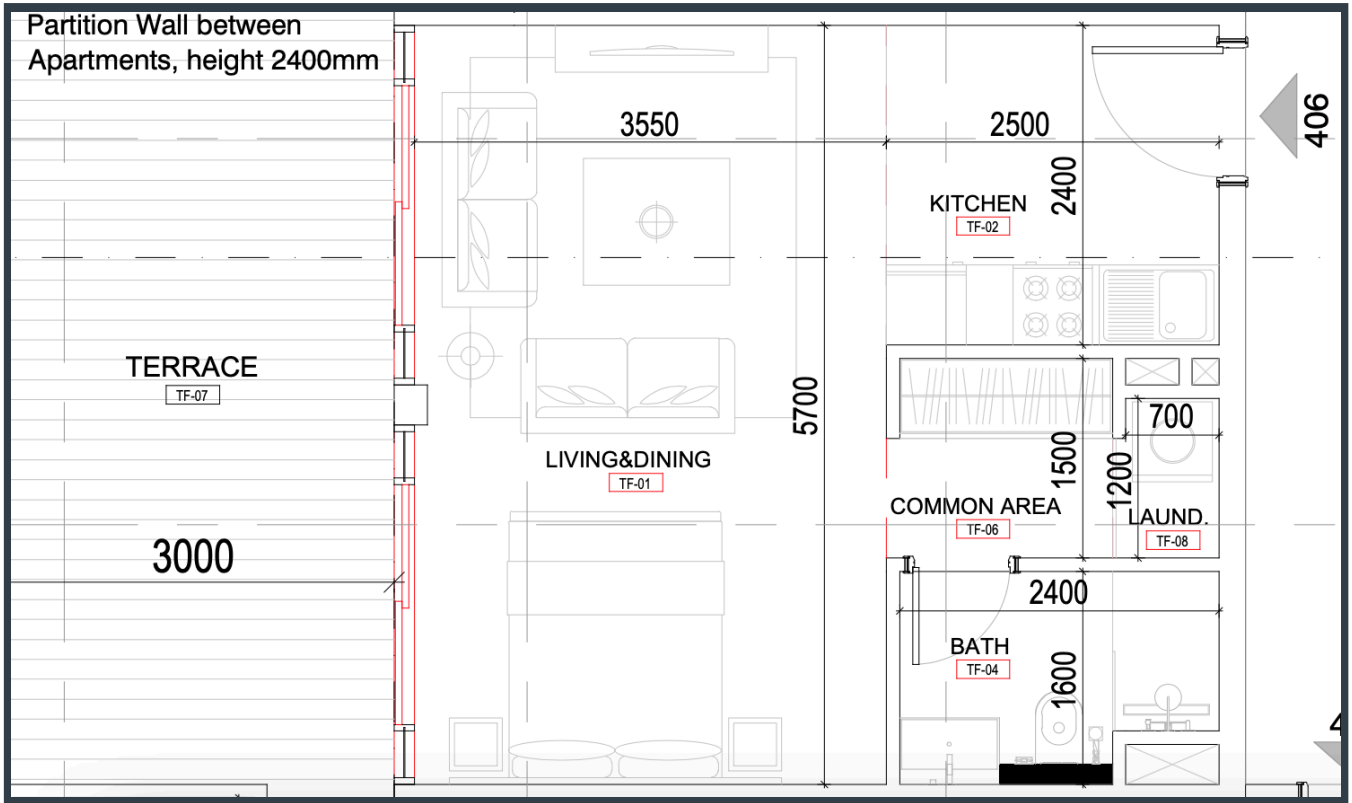 Partition Wall between
Apartments, height 2400mm
3550
2500
406
2400
KITCHEN
TF-02
TERRACE
TF-07
5700
700
LIVING&DINING
TF-01
1500
1200
COMMON AREA
TF-06
LAUND.
TF-08
3000
2400
BATH
TF-04
1600
4